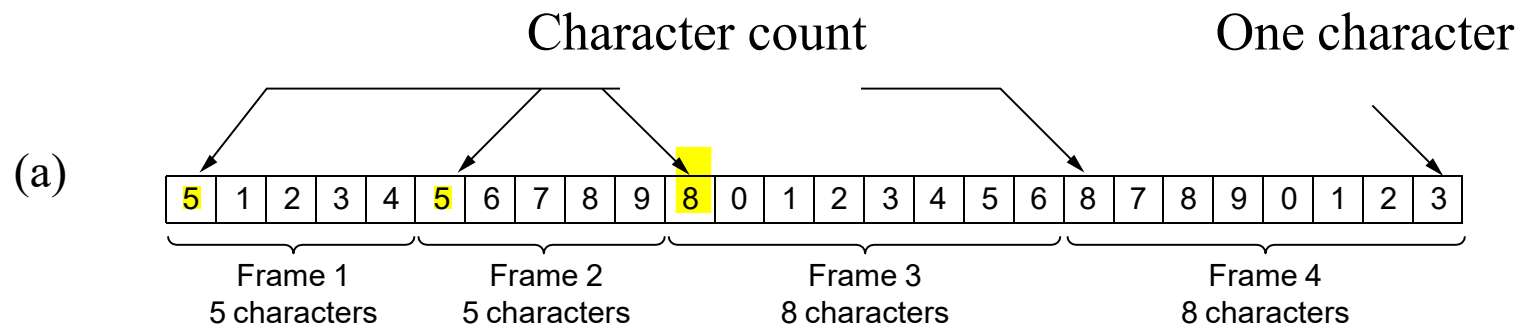 Character count One character
(a)
5 1 2 3 4 5 6 7 8 9 8 0 1 2 3 4 5 6 8 7 8 9 0 1 2 3
Frame 1 Frame 2 Frame 3 Frame 4
5 characters 5 characters 8 characters 8 characters